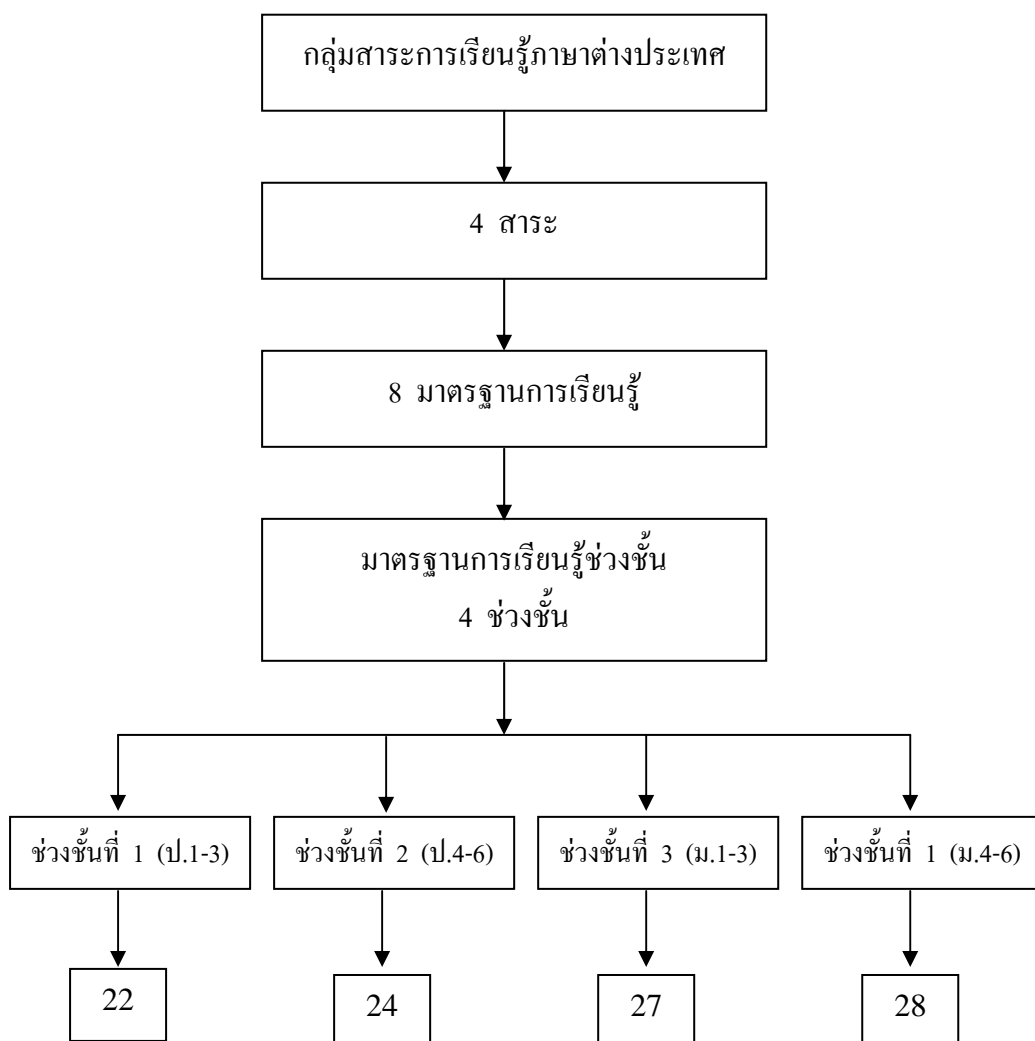 กลุ่มสาระการเรียนรู้ภาษาต่างประเทศ
4 สาระ
8 มาตรฐานการเรียนรู้
มาตรฐานการเรียนรู้ช่วงชั้น
4 ช่วงชั้น
ช่วงชั้นที่ 1 (ป.1-3)
ช่วงชั้นที่ 2 (ป.4-6)
ช่วงชั้นที่ 3 (ม.1-3)
ช่วงชั้นที่ 1 (ม.4-6)
22
24
27
28